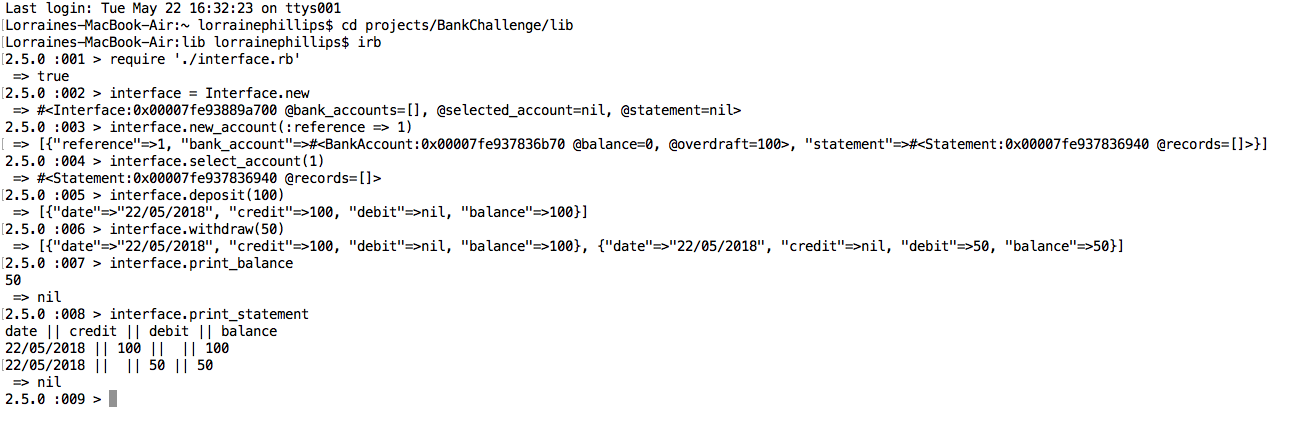 Last login: Tue May 22 16:32:23 on ttys001
[Lorraines-MacBook-Air:~ lorrainephillips$ cd projects/BankChallenge/lib
[Lorraines-MacBook-Air:lib lorrainephillips$ irb
[2.5.0 :001 > require './interface.rb'
 => true
[2.5.0 :002 > interface = Interface.new
 => #<Interface:0x00007fe93889a700 @bank_accounts=[], @selected_account=nil, @statement=nil>
2.5.0 :003 > interface.new_account(:reference => 1)
[ => [{"reference"=>1, "bank_account"=>#<BankAccount:0x00007fe937836b70 @balance=0, @overdraft=100>, "statement"=>#<Statement:0x00007fe937836940 @records=[]>}]
2.5.0 :004 > interface.select_account(1)
 => #<Statement:0x00007fe937836940 @records=[]>
[2.5.0 :005 > interface.deposit(100)
 => [{"date"=>"22/05/2018", "credit"=>100, "debit"=>nil, "balance"=>100}]
[2.5.0 :006 > interface.withdraw(50)
 => [{"date"=>"22/05/2018", "credit"=>100, "debit"=>nil, "balance"=>100}, {"date"=>"22/05/2018", "credit"=>nil, "debit"=>50, "balance"=>50}]
[2.5.0 :007 > interface.print_balance
50
 => nil
[2.5.0 :008 > interface.print_statement
date || credit || debit || balance
22/05/2018 || 100 ||  || 100
[22/05/2018 ||  || 50 || 50
 => nil
2.5.0 :009 >